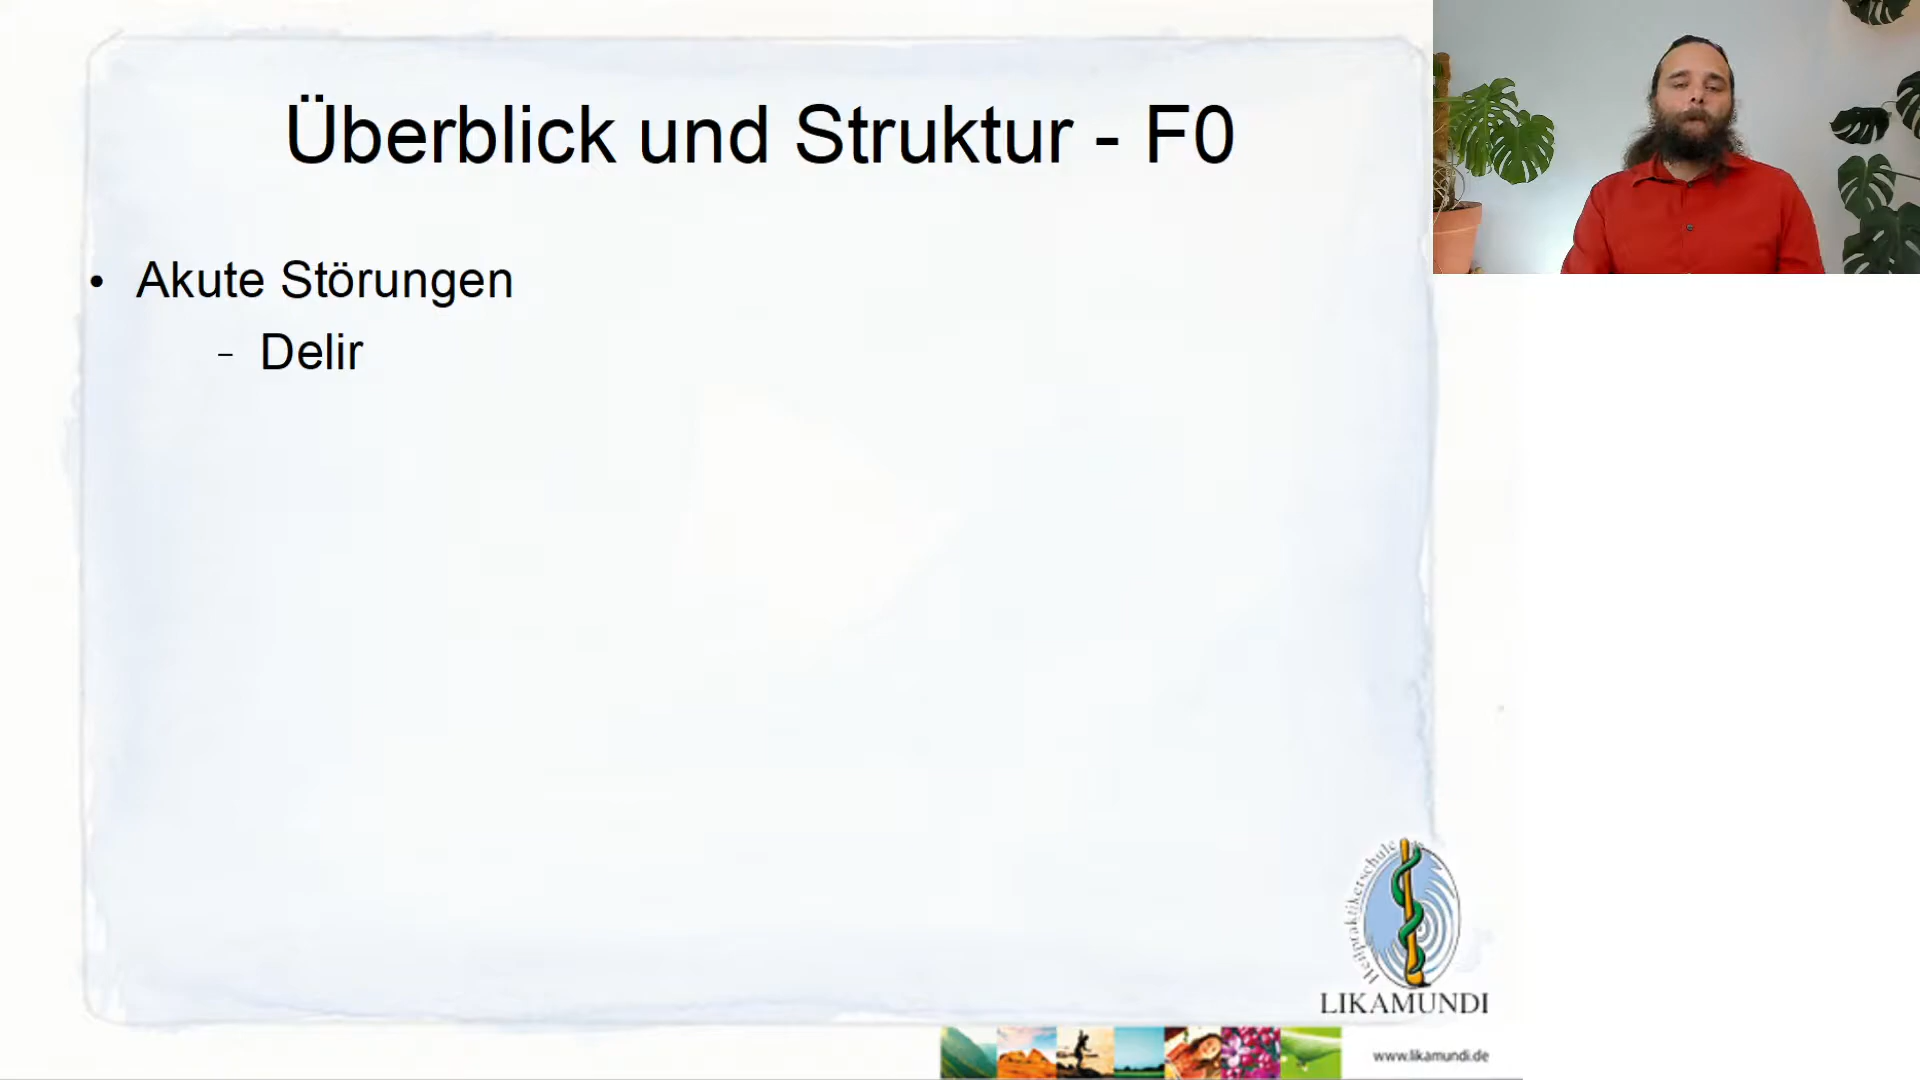 Überblick und Struktur - F0
• Akute Störungen
– Delir
Heilpraktikerschule
LIKAMUNDI
www.likamundi.de